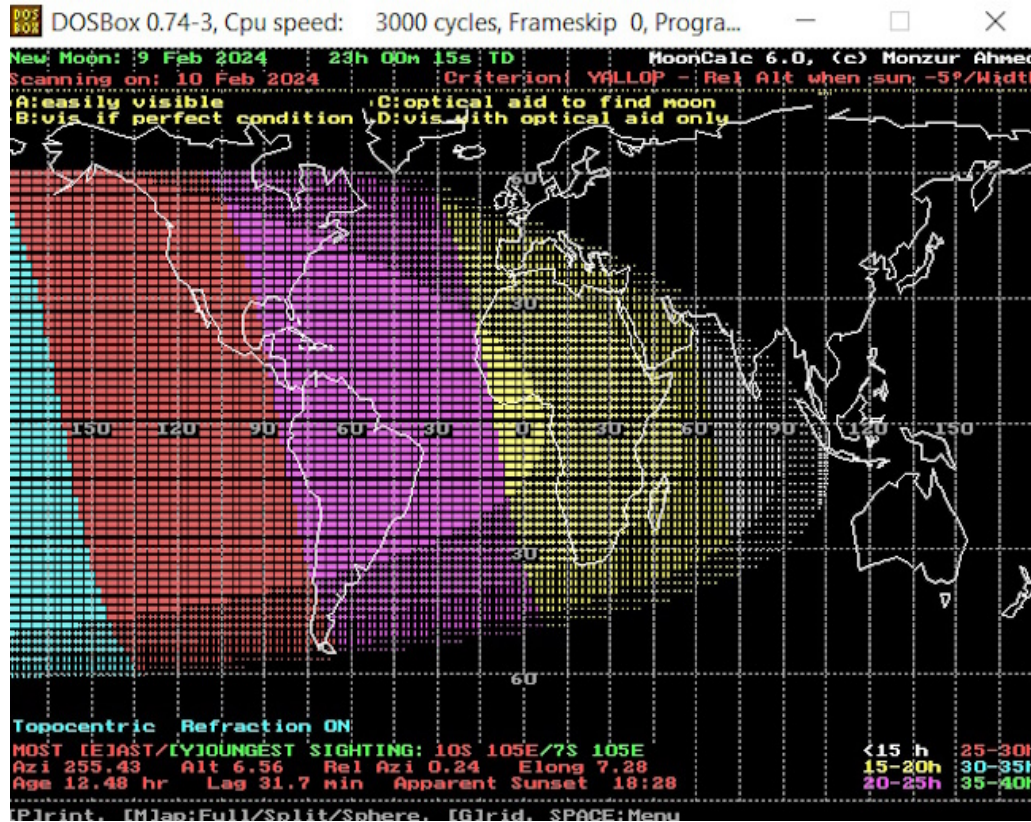 DOSBox 0.74-3, Cpu speed: 3000 cycles, Frameskip 0, Progra...
New Moon: 9 Feb 2024 23h 00m 15s TD MoonCalc 6.0, (c) Monzur Ahmed
Scanning on: 10 Feb 2024 Criterion: YALLOP - Rel Alt when sun -5º/Width
A:easily visible C:optical aid to find moon
B:vis if perfect condition D:vis with optical aid only
60
30
150 120 90 60 30 0 30 60 90 120 150
30
60
Topocentric Refraction ON
MOST [E]AST/[Y]OUNGEST SIGHTING: 10S 105E/7S 105E <15 h 25-30h
Azi 255.43 Alt 6.56 Rel Azi 0.24 Elong 7.28 15-20h 30-35h
Age 12.48 hr Lag 31.7 min Apparent Sunset 18:28 20-25h 35-40h
[P]rint, [M]ap:Full/Split/Sphere, [G]rid, SPACE:Menu